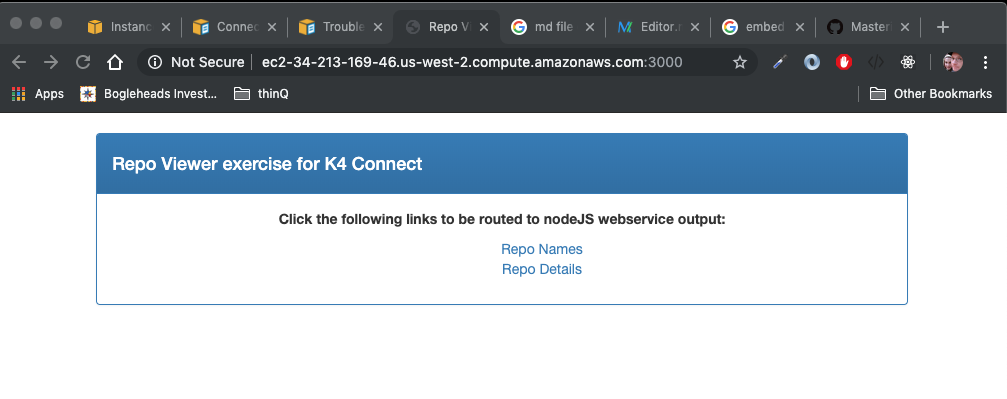 Instanc
Connec
Trouble
Repo Vi
md file
Editor.r
embed
Master
Not Secure
ec2-34-213-169-46.us-west-2.compute.amazonaws.com:3000
Apps
Bogleheads Invest...
thinQ
Other Bookmarks
Repo Viewer exercise for K4 Connect
Click the following links to be routed to nodeJS webservice output:
Repo Names
Repo Details